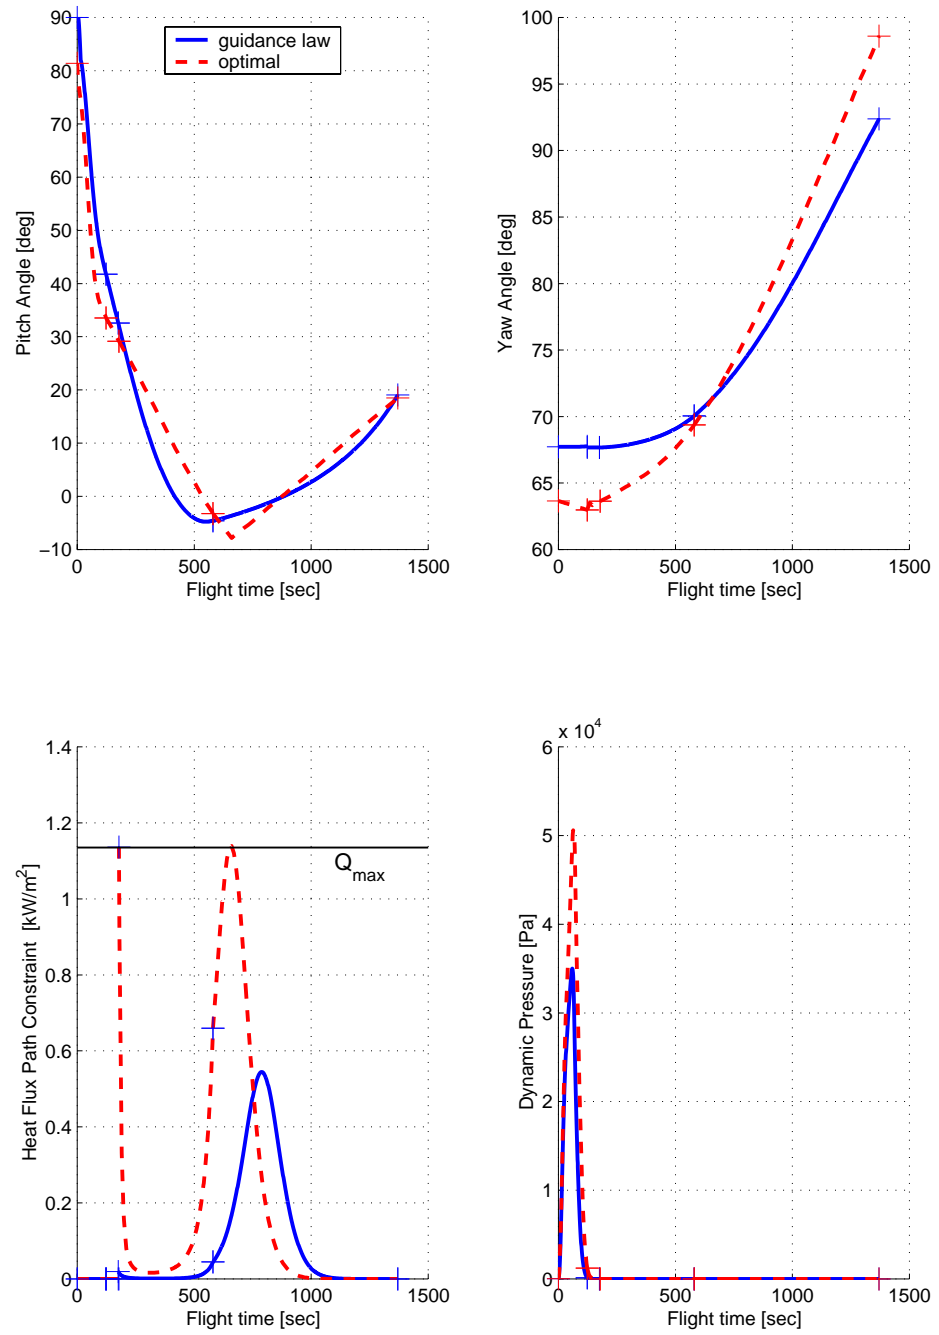 90
80
70
60
50
40
30
20
10
0
−10
Pitch Angle [deg]
guidance law
optimal
0 500 1000 1500
Flight time [sec]
100
95
90
85
80
75
70
65
60
Yaw Angle [deg]
0 500 1000 1500
Flight time [sec]
1.4
1.2
1
0.8
0.6
0.4
0.2
0
Heat Flux Path Constraint [kW/m²]
Qmax
0 500 1000 1500
Flight time [sec]
x 10⁴
6
5
4
3
2
1
0
Dynamic Pressure [Pa]
0 500 1000 1500
Flight time [sec]